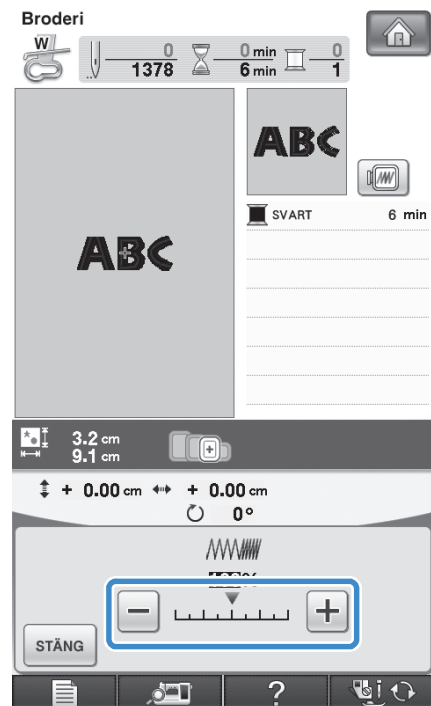 Broderi
W
0 0 min 0
1378 6 min 1
ABC
ABC
SVART 6 min
3.2 cm
9.1 cm
+ 0.00 cm + 0.00 cm
0°
− +
STÄNG
?